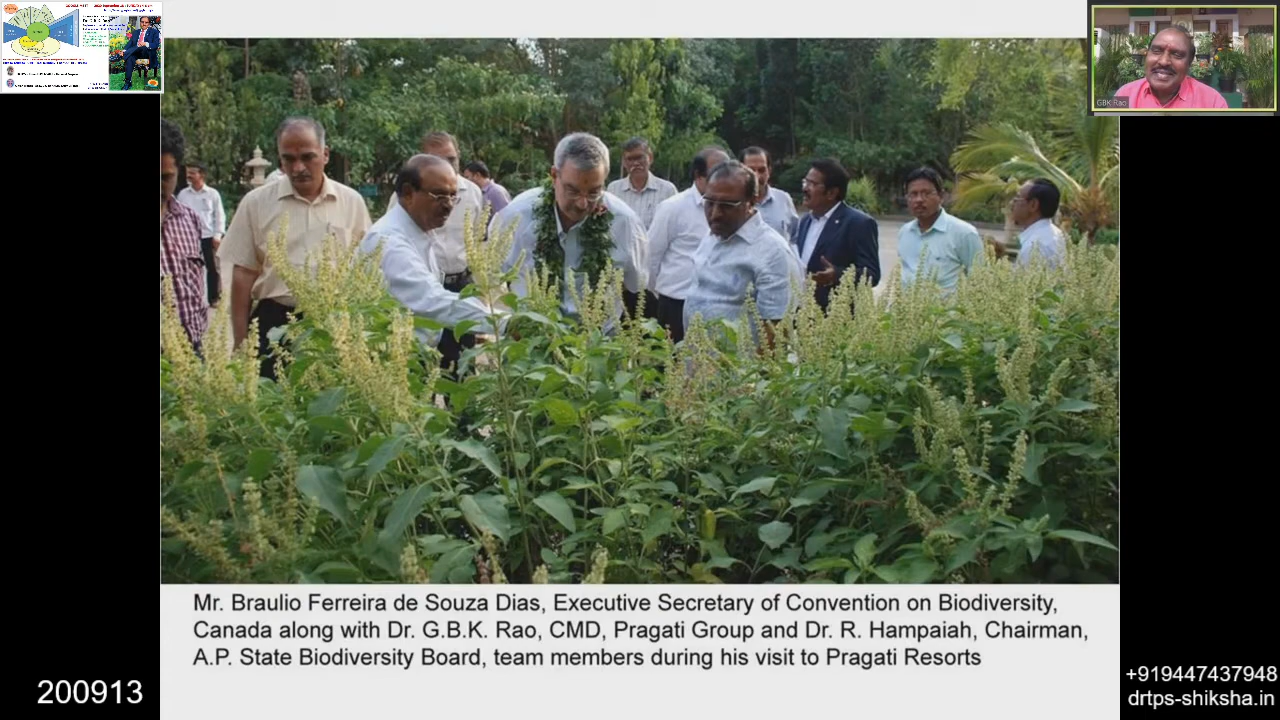 GBK Rao
Mr. Braulio Ferreira de Souza Dias, Executive Secretary of Convention on Biodiversity,
Canada along with Dr. G.B.K. Rao, CMD, Pragati Group and Dr. R. Hampaiah, Chairman,
A.P. State Biodiversity Board, team members during his visit to Pragati Resorts
200913
+919447437948
drtps-shiksha.in